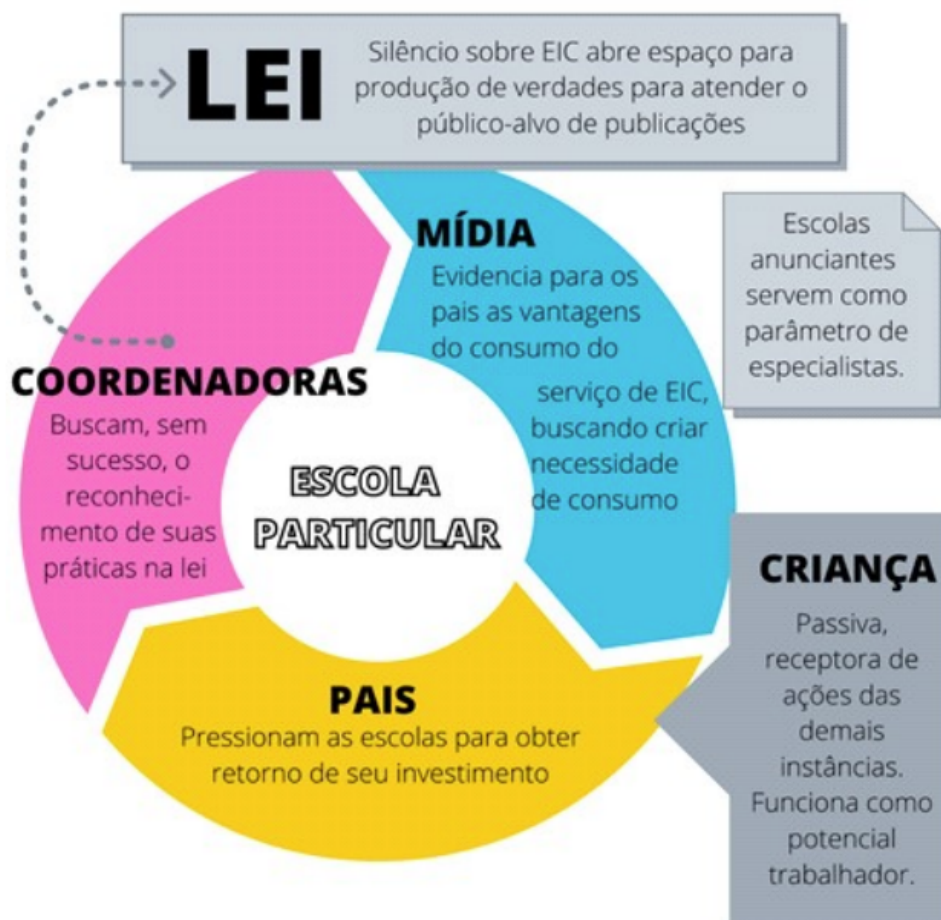 LEI
Silêncio sobre EIC abre espaço para
produção de verdades para atender o
público-alvo de publicações
MÍDIA
Evidencia para os
pais as vantagens
do consumo do
serviço de EIC,
buscando criar
necessidade
de consumo
Escolas
anunciantes
servem como
parâmetro de
especialistas.
COORDENADORAS
Buscam, sem
sucesso, o
reconheci-
mento de suas
práticas na lei
ESCOLA
PARTICULAR
CRIANÇA
Passiva,
receptora de
ações das
demais
instâncias.
Funciona como
potencial
trabalhador.
PAIS
Pressionam as escolas para obter
retorno de seu investimento